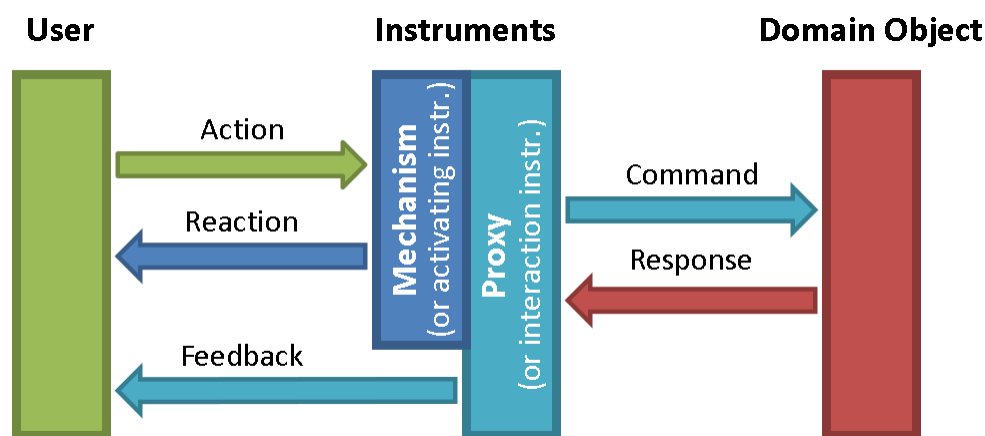 User
Instruments
Domain Object
Action
Reaction
Feedback
Mechanism
(or activating instr.)
Proxy
(or interaction instr.)
Command
Response